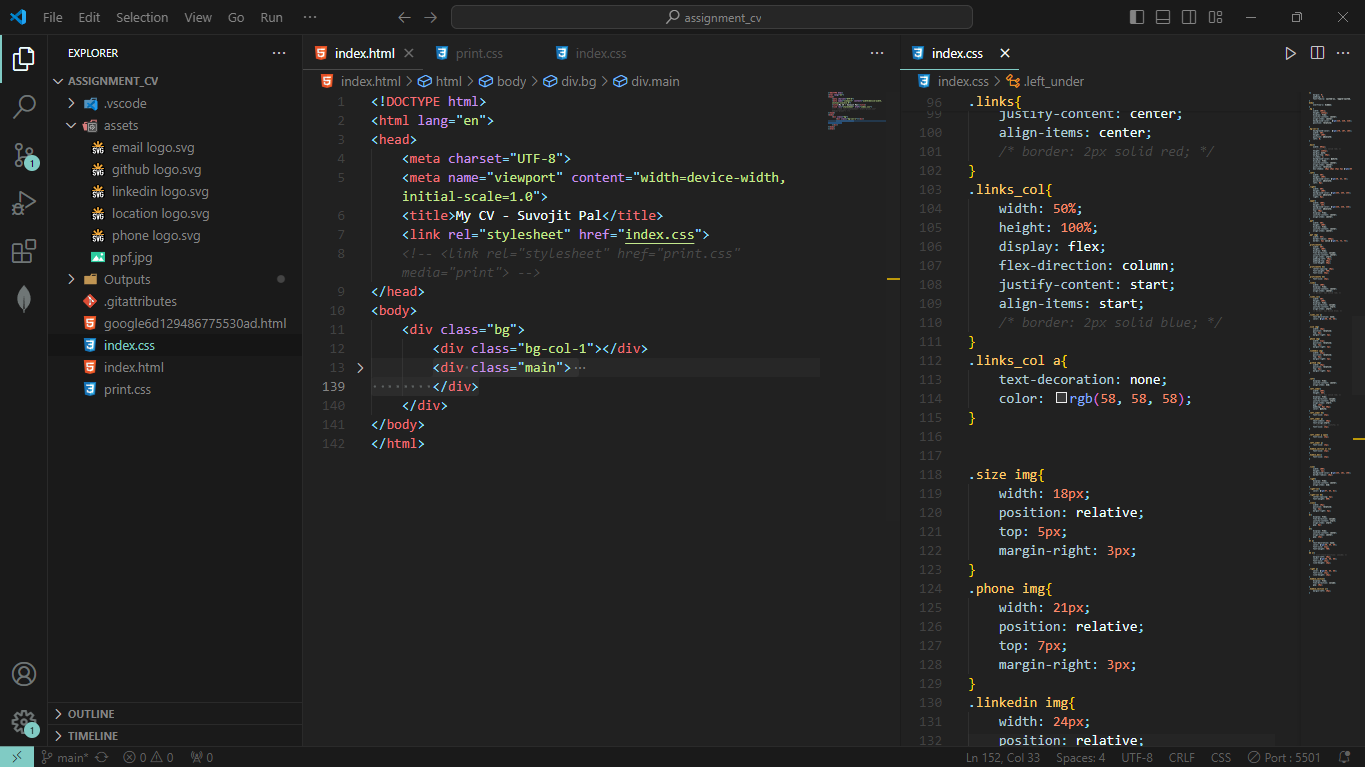 File Edit Selection View Go Run ··· assignment_cv
EXPLORER ···
ASSIGNMENT_CV
.vscode
assets
email logo.svg
github logo.svg
linkedin logo.svg
location logo.svg
phone logo.svg
ppf.jpg
Outputs
.gitattributes
google6d129486775530ad.html
index.css
index.html
print.css
OUTLINE
TIMELINE
index.html print.css index.css ···
index.html > html > body > div.bg > div.main
1 <!DOCTYPE html>
2 <html lang="en">
3 <head>
4 <meta charset="UTF-8">
5 <meta name="viewport" content="width=device-width,
initial-scale=1.0">
6 <title>My CV - Suvojit Pal</title>
7 <link rel="stylesheet" href="index.css">
8 <!-- <link rel="stylesheet" href="print.css"
media="print"> -->
9 </head>
10 <body>
11 <div class="bg">
12 <div class="bg-col-1"></div>
13 <div class="main">···
139 </div>
140 </div>
141 </body>
142 </html>
index.css ···
index.css > .left_under
96 .links{
99 justify-content: center;
100 align-items: center;
101 /* border: 2px solid red; */
102 }
103 .links_col{
104 width: 50%;
105 height: 100%;
106 display: flex;
107 flex-direction: column;
108 justify-content: start;
109 align-items: start;
110 /* border: 2px solid blue; */
111 }
112 .links_col a{
113 text-decoration: none;
114 color: rgb(58, 58, 58);
115 }
116
117
118 .size img{
119 width: 18px;
120 position: relative;
121 top: 5px;
122 margin-right: 3px;
123 }
124 .phone img{
125 width: 21px;
126 position: relative;
127 top: 7px;
128 margin-right: 3px;
129 }
130 .linkedin img{
131 width: 24px;
132 position: relative;
1
1
main* 0 0 0 Ln 152, Col 33 Spaces: 4 UTF-8 CRLF CSS Port : 5501